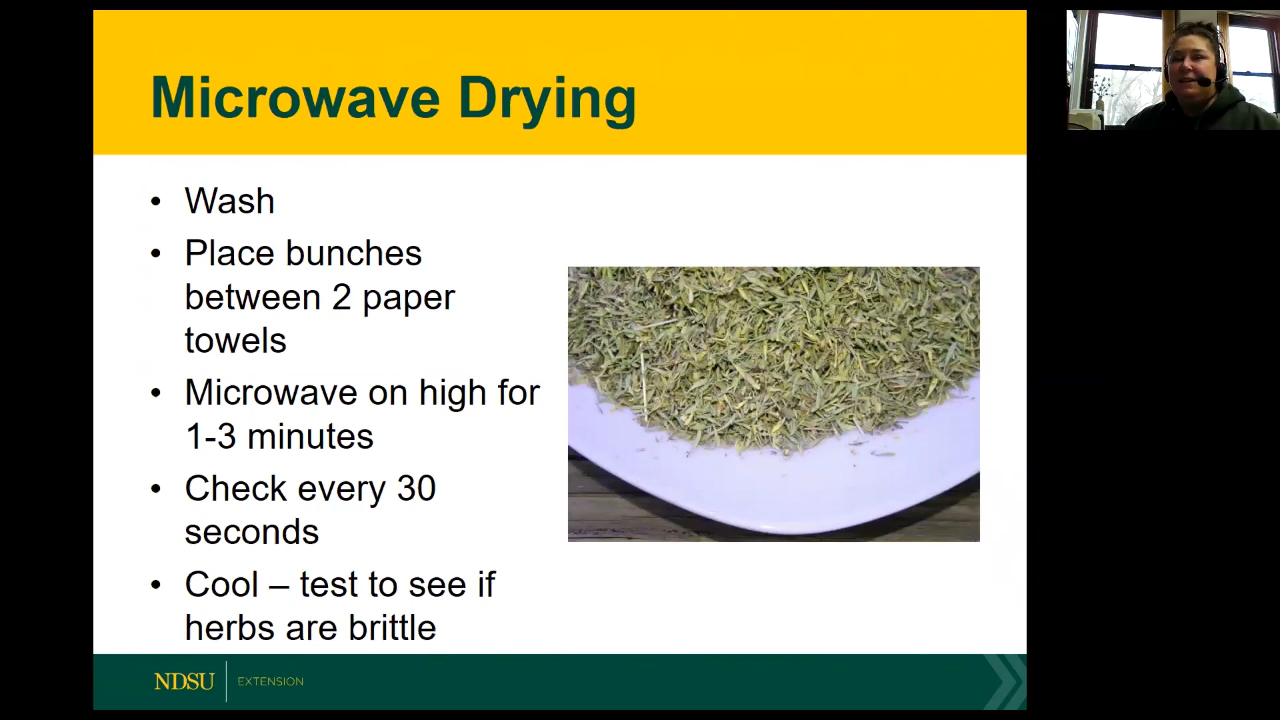 Microwave Drying
• Wash
• Place bunches
between 2 paper
towels
• Microwave on high for
1-3 minutes
• Check every 30
seconds
• Cool – test to see if
herbs are brittle
NDSU EXTENSION